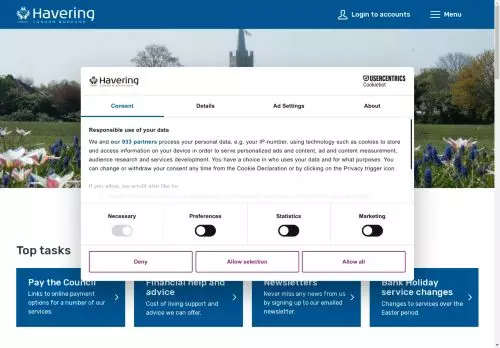 Havering
LONDON BOROUGH
Login to accounts
Menu
Havering
LONDON BOROUGH
USERCENTRICS
Cookiebot
Consent
Details
Ad Settings
About
Responsible use of your data
We and our 933 partners process your personal data, e.g. your IP-number, using technology such as cookies to store
and access information on your device in order to serve personalized ads and content, ad and content measurement,
audience research and services development. You have a choice in who uses your data and for what purposes. You
can change or withdraw your consent any time from the Cookie Declaration or by clicking on the Privacy trigger icon.
If you allow, we would also like to:
Necessary
Preferences
Statistics
Marketing
Deny
Allow selection
Allow all
Top tasks
Pay the Council
Links to online payment
options for a number of our
services.
Financial help and
advice
Cost of living support and
advice we can offer.
Newsletters
Never miss any news from us
by signing up to our emailed
newsletter.
Bank Holiday
service changes
Changes to services over the
Easter period.